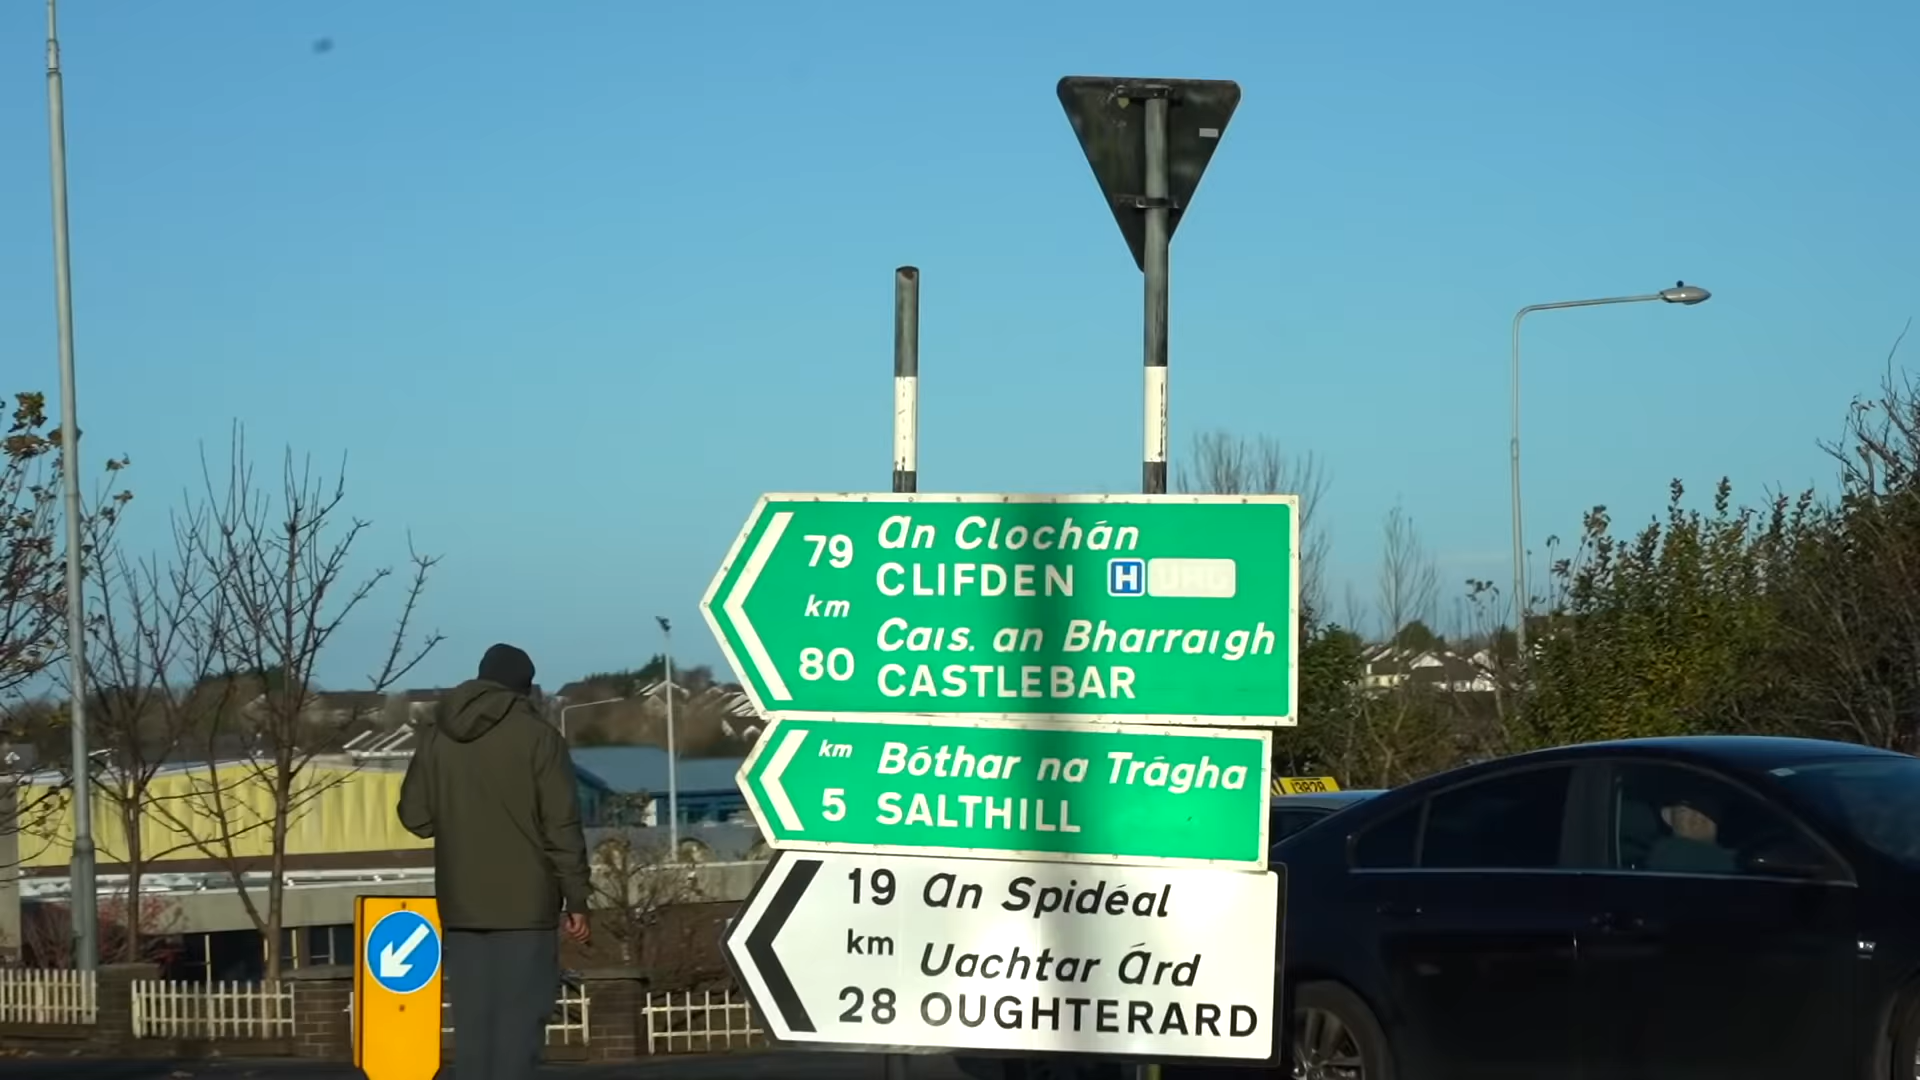 79 An Clochán
km CLIFDEN H UHG
Cais. an Bharraigh
80 CASTLEBAR
km Bóthar na Trágha
5 SALTHILL
19 An Spidéal
km Uachtar Árd
28 OUGHTERARD